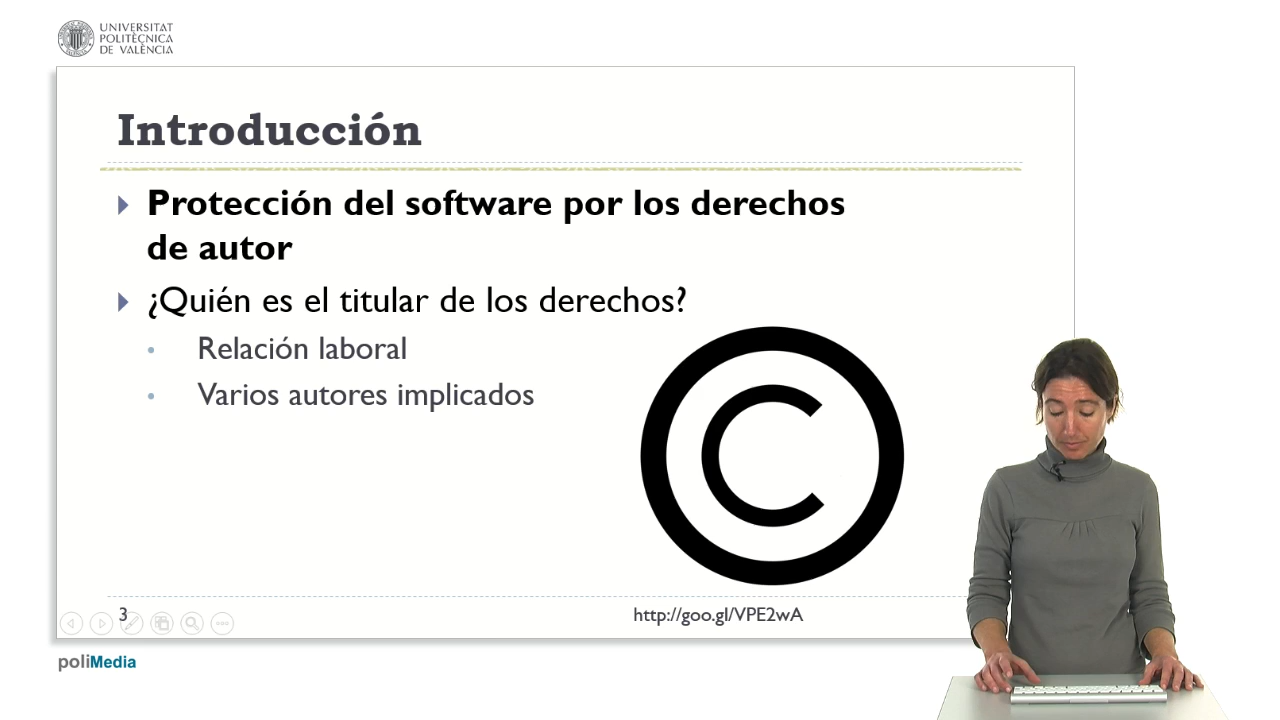 UNIVERSITAT
POLITÈCNICA
DE VALÈNCIA
Introducción
Protección del software por los derechos
de autor
¿Quién es el titular de los derechos?
Relación laboral
Varios autores implicados
3
http://goo.gl/VPE2wA
poliMedia